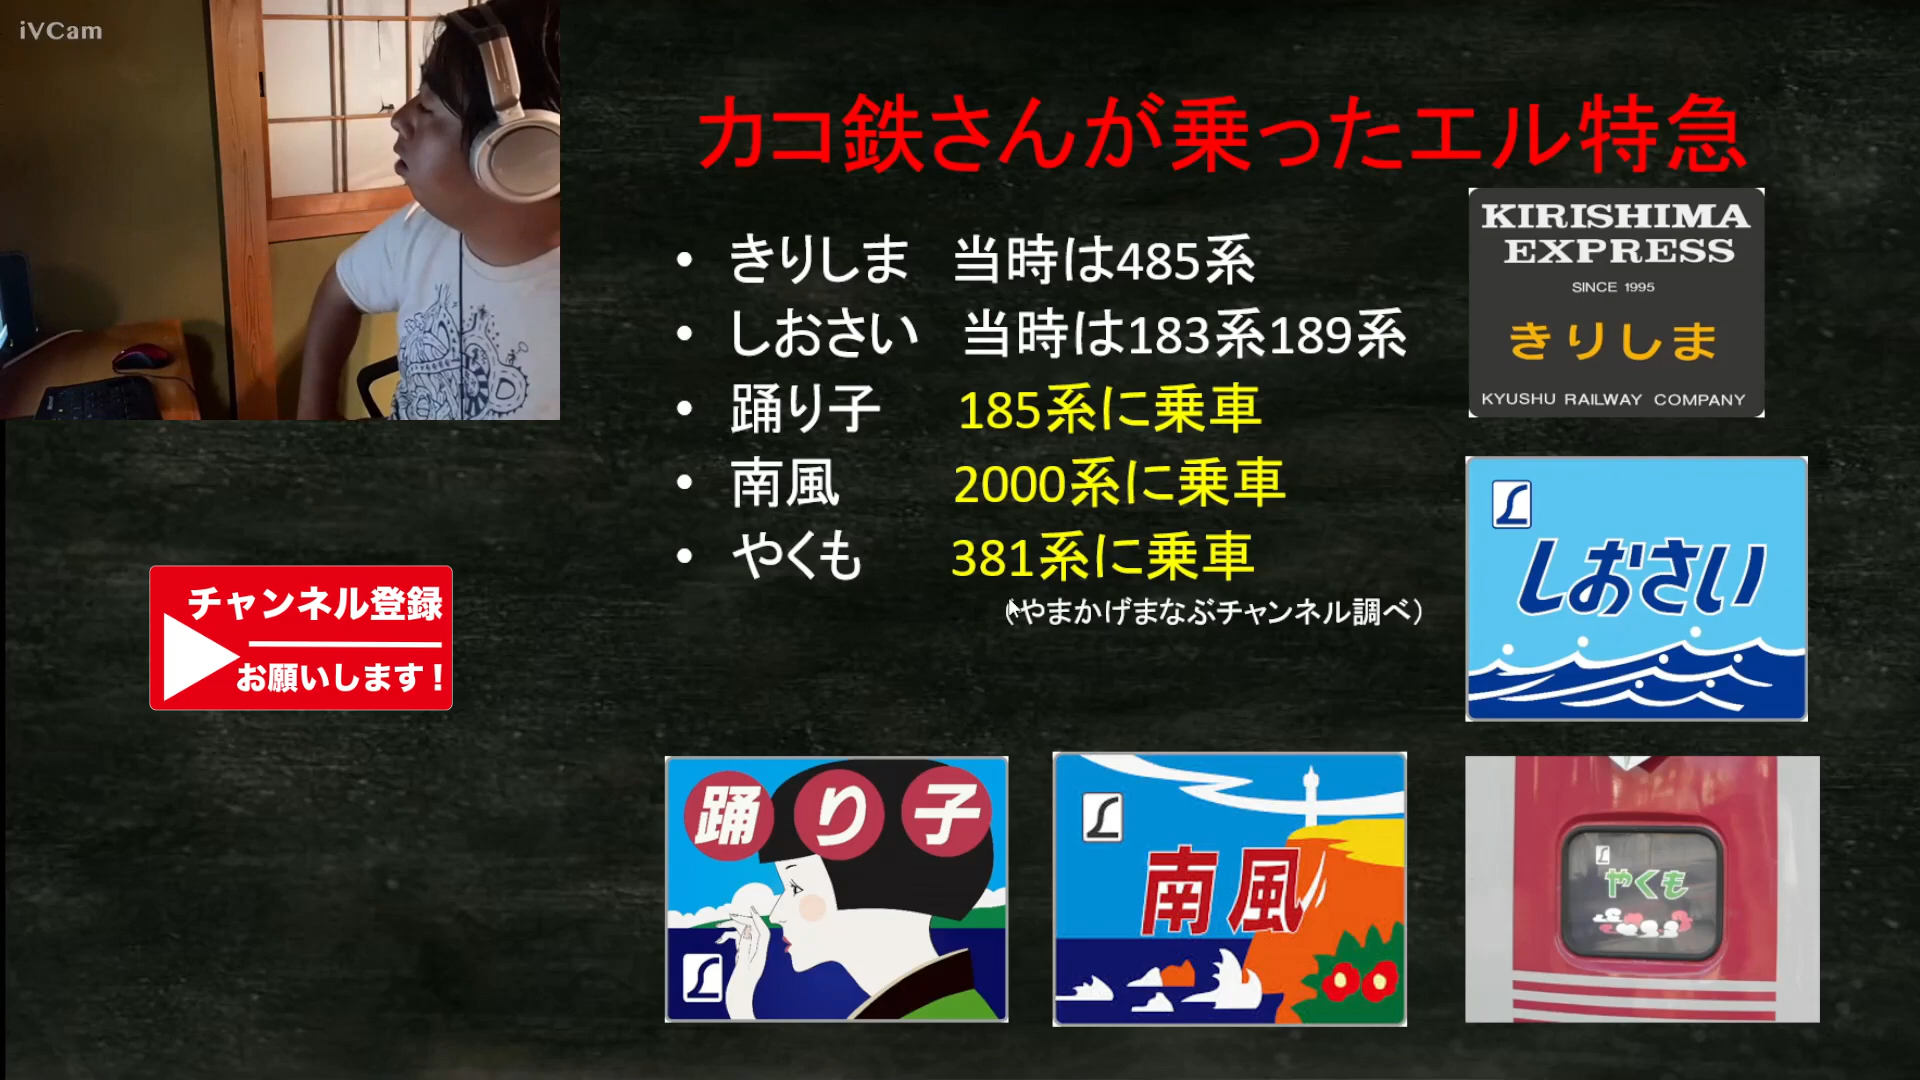 iVCam
カコ鉄さんが乗ったエル特急
• きりしま 当時は485系
• しおさい 当時は183系189系
• 踊り子 185系に乗車
• 南風 2000系に乗車
• やくも 381系に乗車
(やまかげまなぶチャンネル調べ)
KIRISHIMA
EXPRESS
SINCE 1995
きりしま
KYUSHU RAILWAY COMPANY
しおさい
チャンネル登録
お願いします!
踊り子
南風
やくも